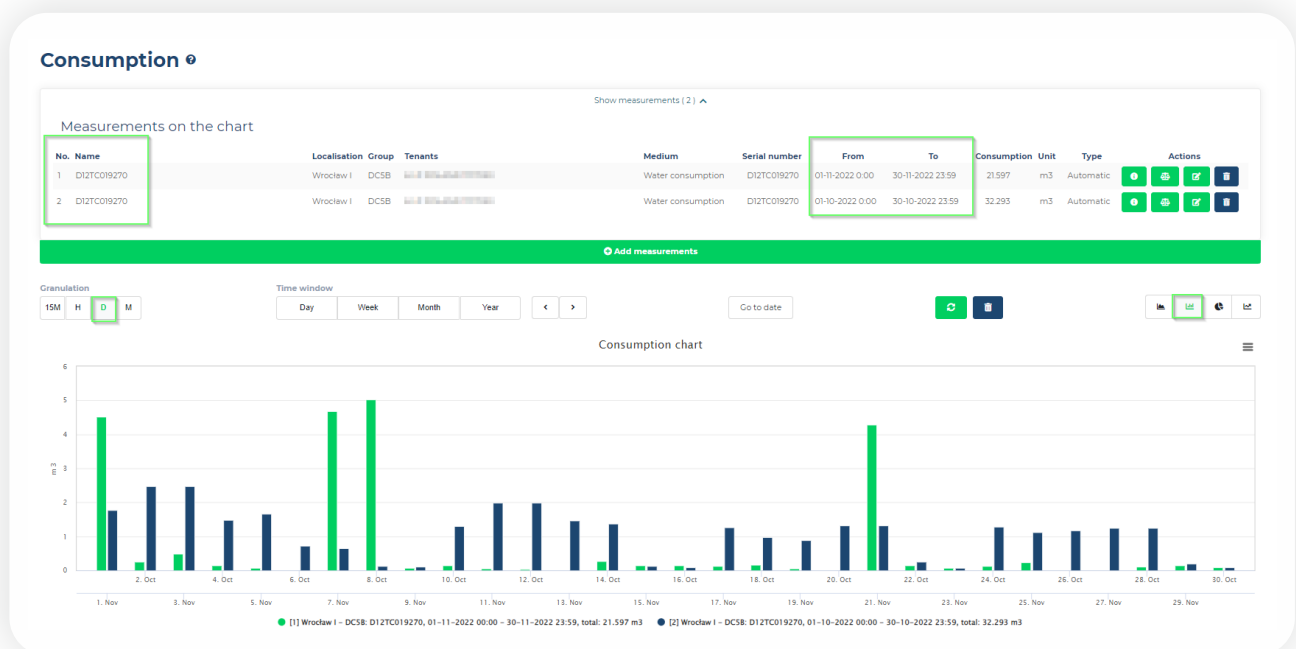 Consumption ?
Show measurements ( 2 )
Measurements on the chart
No. Name Localisation Group Tenants Medium Serial number From To Consumption Unit Type Actions
1 D12TC019270 Wrocław I DC5B Water consumption D12TC019270 01-11-2022 0:00 30-11-2022 23:59 21.597 m3 Automatic
2 D12TC019270 Wrocław I DC5B Water consumption D12TC019270 01-10-2022 0:00 30-10-2022 23:59 32.293 m3 Automatic
Add measurements
Granulation Time window
15M H D M Day Week Month Year Go to date
Consumption chart
6
5
4
3
2
1
0
m 3
2. Oct 4. Oct 6. Oct 8. Oct 10. Oct 12. Oct 14. Oct 16. Oct 18. Oct 20. Oct 22. Oct 24. Oct 26. Oct 28. Oct 30. Oct
1. Nov 3. Nov 5. Nov 7. Nov 9. Nov 11. Nov 13. Nov 15. Nov 17. Nov 19. Nov 21. Nov 23. Nov 25. Nov 27. Nov 29. Nov
[1] Wrocław I - DC5B: D12TC019270, 01-11-2022 00:00 - 30-11-2022 23:59, total: 21.597 m3 [2] Wrocław I - DC5B: D12TC019270, 01-10-2022 00:00 - 30-10-2022 23:59, total: 32.293 m3